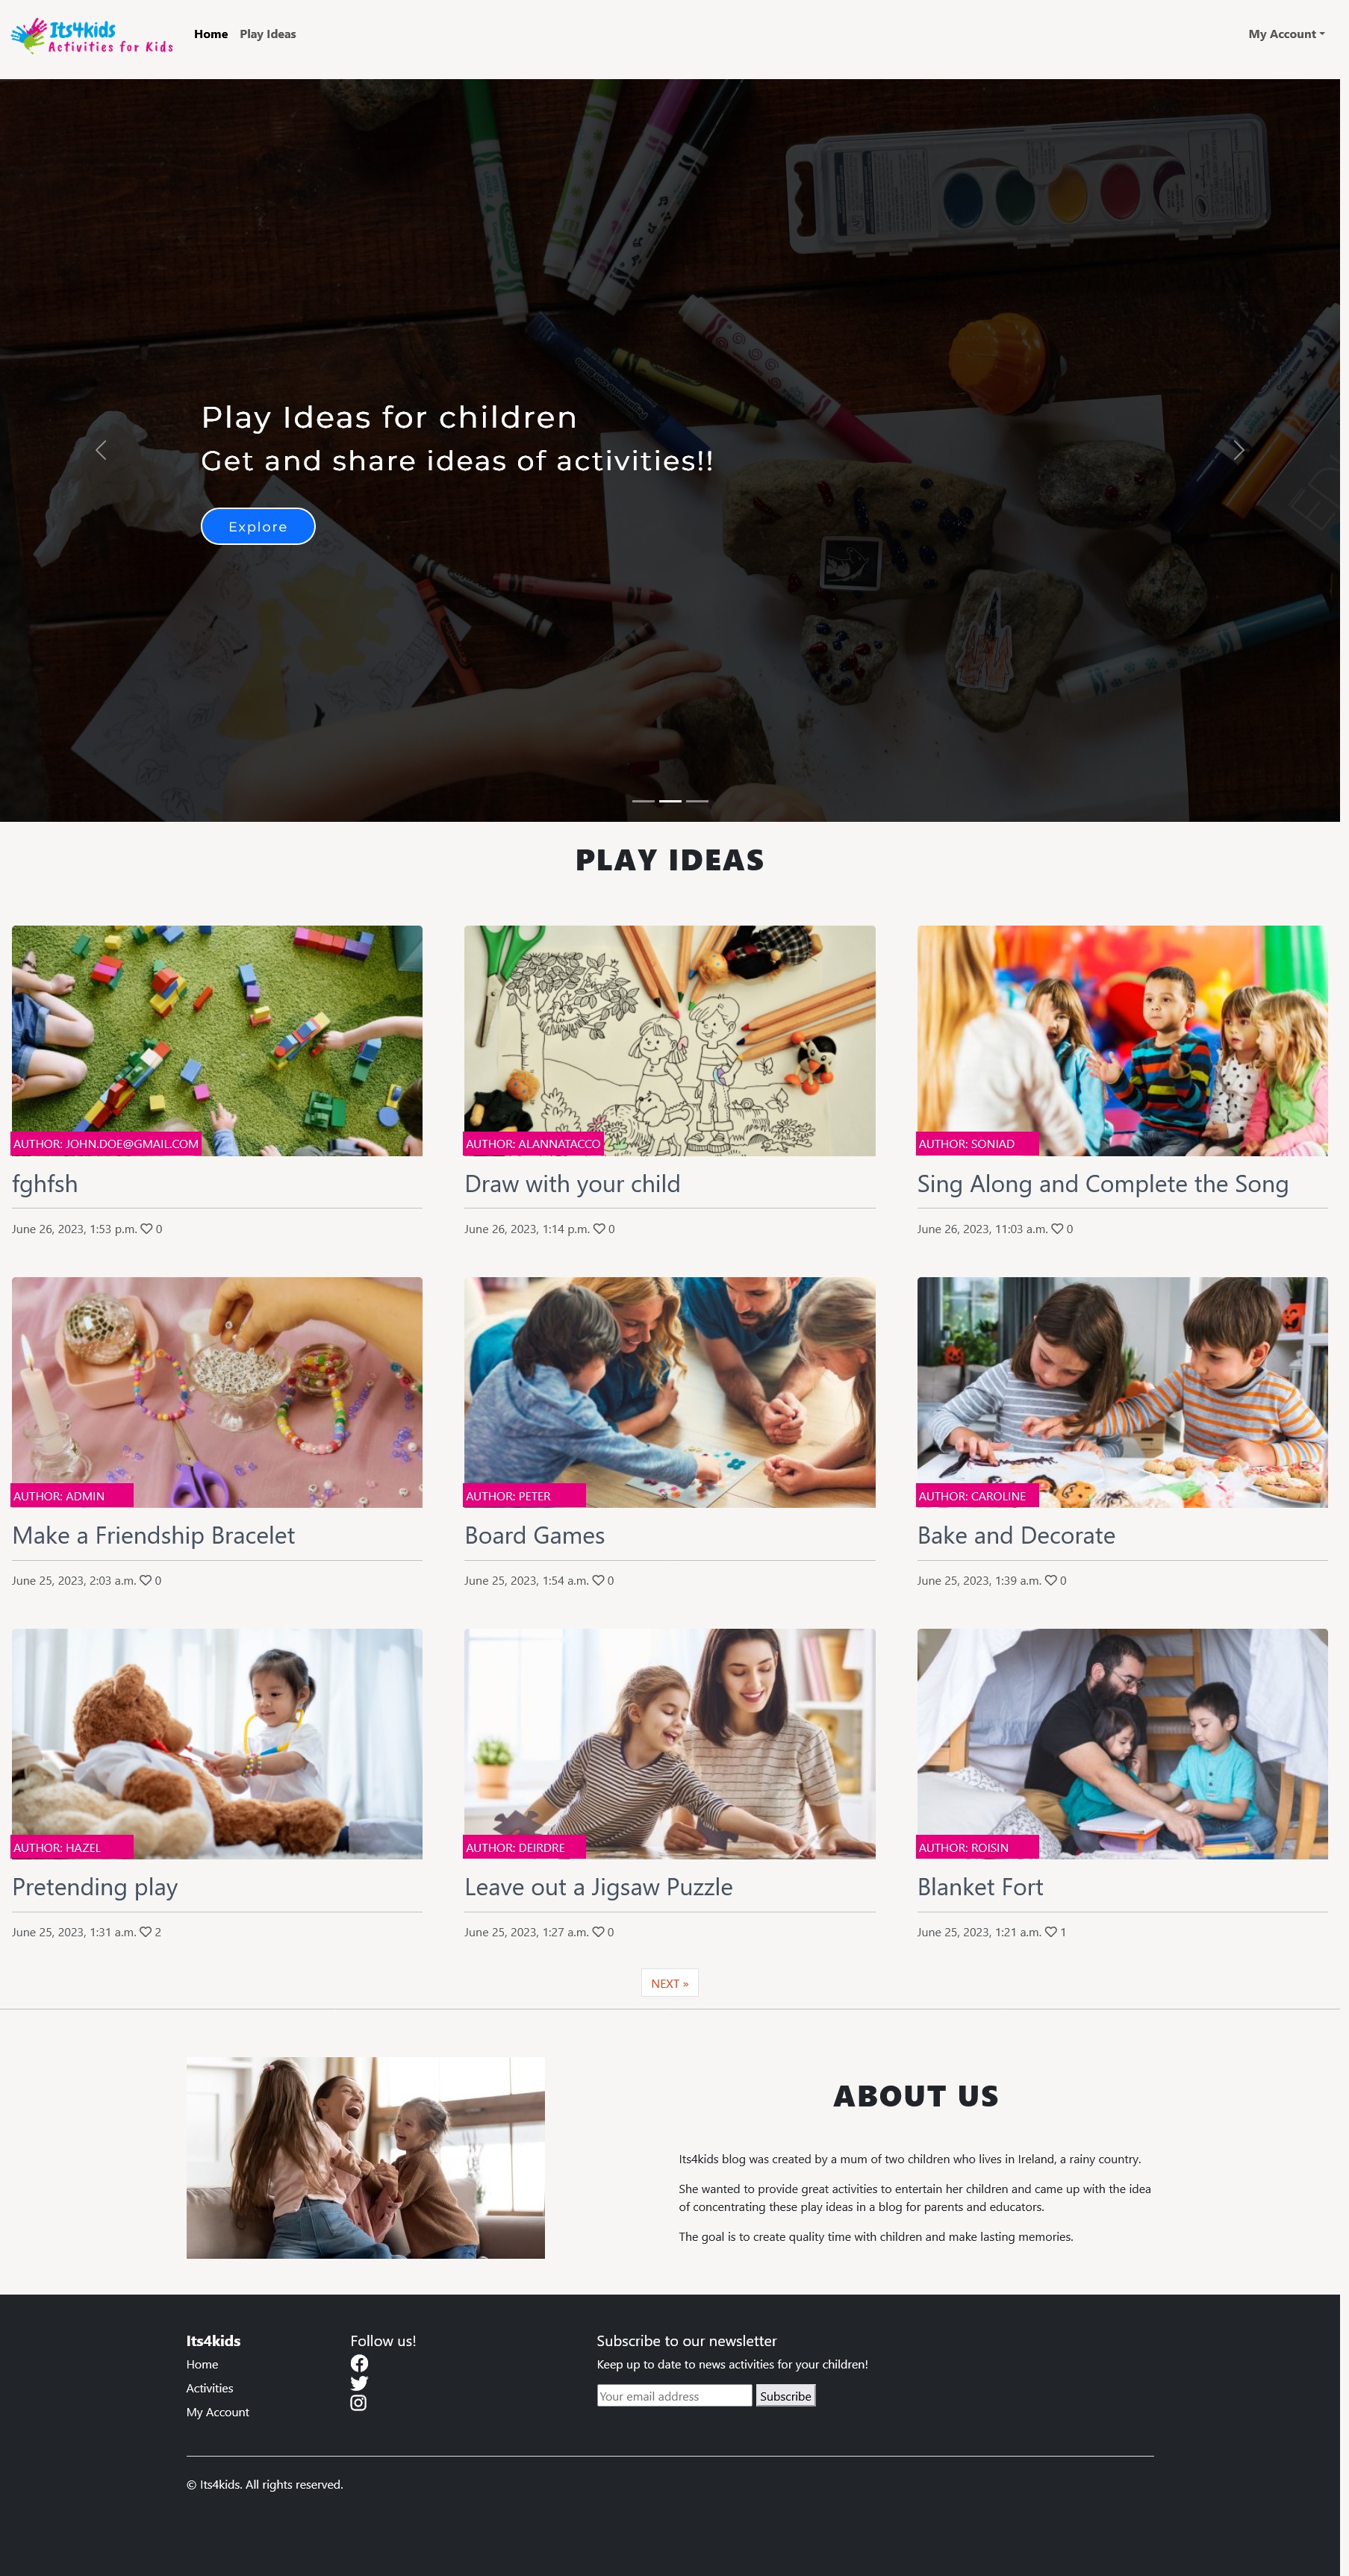 Its4kids
Activities for Kids
Home
Play Ideas
My Account
Play Ideas for children
Get and share ideas of activities!!
Explore
PLAY IDEAS
AUTHOR: JOHN.DOE@GMAIL.COM
fghfsh
June 26, 2023, 1:53 p.m. 0
AUTHOR: ALANNATACCO
Draw with your child
June 26, 2023, 1:14 p.m. 0
AUTHOR: SONIAD
Sing Along and Complete the Song
June 26, 2023, 11:03 a.m. 0
AUTHOR: ADMIN
Make a Friendship Bracelet
June 25, 2023, 2:03 a.m. 0
AUTHOR: PETER
Board Games
June 25, 2023, 1:54 a.m. 0
AUTHOR: CAROLINE
Bake and Decorate
June 25, 2023, 1:39 a.m. 0
AUTHOR: HAZEL
Pretending play
June 25, 2023, 1:31 a.m. 2
AUTHOR: DEIRDRE
Leave out a Jigsaw Puzzle
June 25, 2023, 1:27 a.m. 0
AUTHOR: ROISIN
Blanket Fort
June 25, 2023, 1:21 a.m. 1
NEXT »
ABOUT US
Its4kids blog was created by a mum of two children who lives in Ireland, a rainy country.
She wanted to provide great activities to entertain her children and came up with the idea
of concentrating these play ideas in a blog for parents and educators.
The goal is to create quality time with children and make lasting memories.
Its4kids
Home
Activities
My Account
Follow us!
Subscribe to our newsletter
Keep up to date to news activities for your children!
Your email address
Subscribe
© Its4kids. All rights reserved.